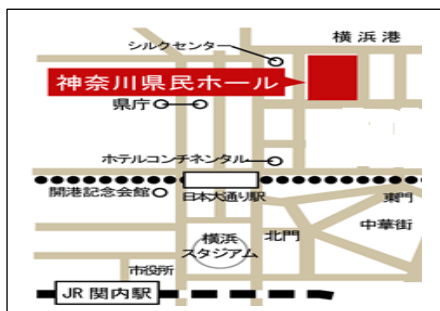 横浜港
シルクセンター
神奈川県民ホール
県庁
ホテルコンチネンタル
開港記念会館
日本大通り駅
東門
中華街
横浜
スタジアム
北門
市役所
JR 関内駅